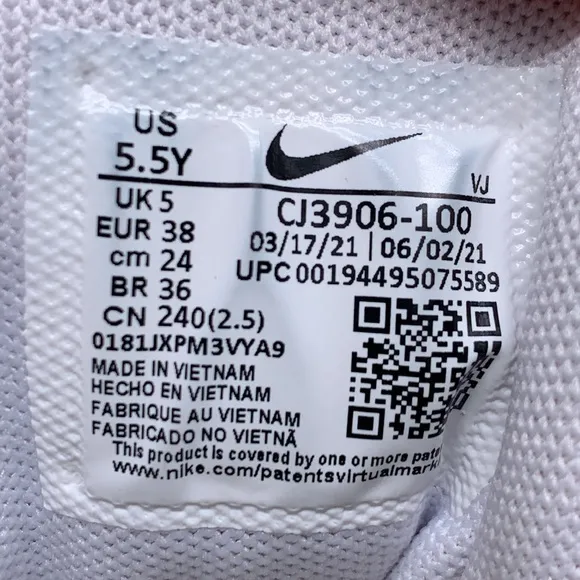 US
5.5Y
VJ
UK 5
EUR 38
cm 24
BR 36
CN 240(2.5)
CJ3906-100
03/17/21 | 06/02/21
UPC 00194495075589
0181JXPM3VYA9
MADE IN VIETNAM
HECHO EN VIETNAM
FABRIQUE AU VIETNAM
FABRICADO NO VIETNÃ
This product is covered by one or more pate
www.nike.com/patentsvirtualmarki